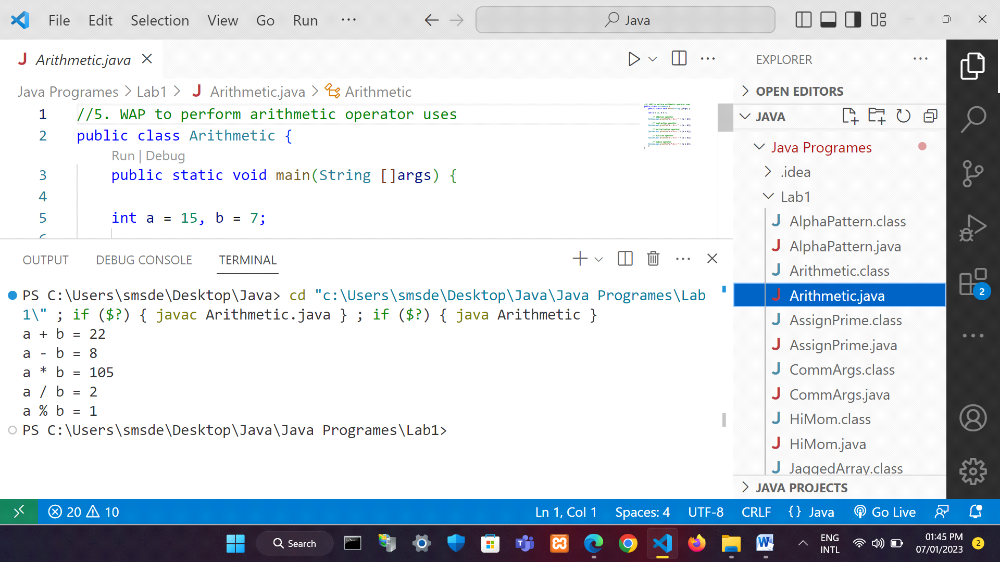 File Edit Selection View Go Run ...
Java
Arithmetic.java
Java Programes > Lab1 > Arithmetic.java > Arithmetic
1 //5. WAP to perform arithmetic operator uses
2 public class Arithmetic {
Run | Debug
3 public static void main(String []args) {
4
5 int a = 15, b = 7;
6
OUTPUT DEBUG CONSOLE TERMINAL
PS C:\Users\smsde\Desktop\Java> cd "c:\Users\smsde\Desktop\Java\Java Programes\Lab
1\" ; if ($?) { javac Arithmetic.java } ; if ($?) { java Arithmetic }
a + b = 22
a - b = 8
a * b = 105
a / b = 2
a % b = 1
PS C:\Users\smsde\Desktop\Java\Java Programes\Lab1>
EXPLORER
OPEN EDITORS
JAVA
Java Programes
.idea
Lab1
AlphaPattern.class
AlphaPattern.java
Arithmetic.class
Arithmetic.java
AssignPrime.class
AssignPrime.java
CommArgs.class
CommArgs.java
HiMom.class
HiMom.java
JaggedArray.class
JAVA PROJECTS
2
20 10
Ln 1, Col 1 Spaces: 4 UTF-8 CRLF {} Java Go Live
Search
ENG
INTL
01:45 PM
07/01/2023
2